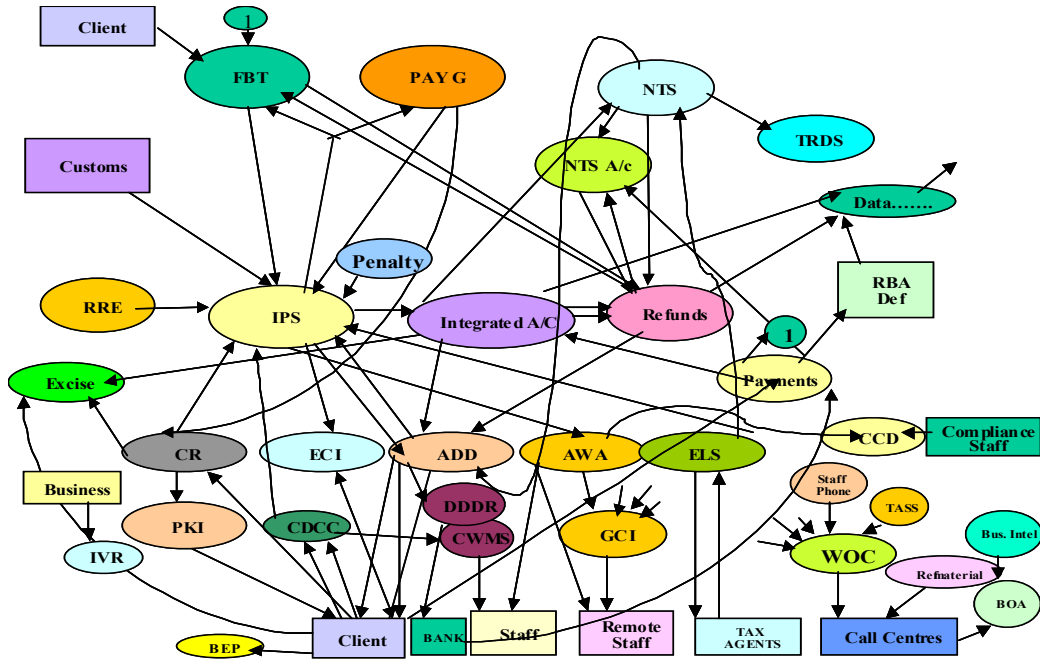 Client
1
FBT
PAY G
NTS
TRDS
Customs
NTS A/c
Data.......
Penalty
RBA
Def
RRE
IPS
Integrated A/C
Refunds
1
Excise
Payments
CR
ECI
ADD
AWA
ELS
CCD
Compliance
Staff
Business
Staff
Phone
DDDR
TASS
PKI
CDCC
CWMS
GCI
Bus. Intel
IVR
WOC
Refnaterial
BOA
BEP
Client
BANK
Staff
Remote
Staff
TAX
AGENTS
Call Centres